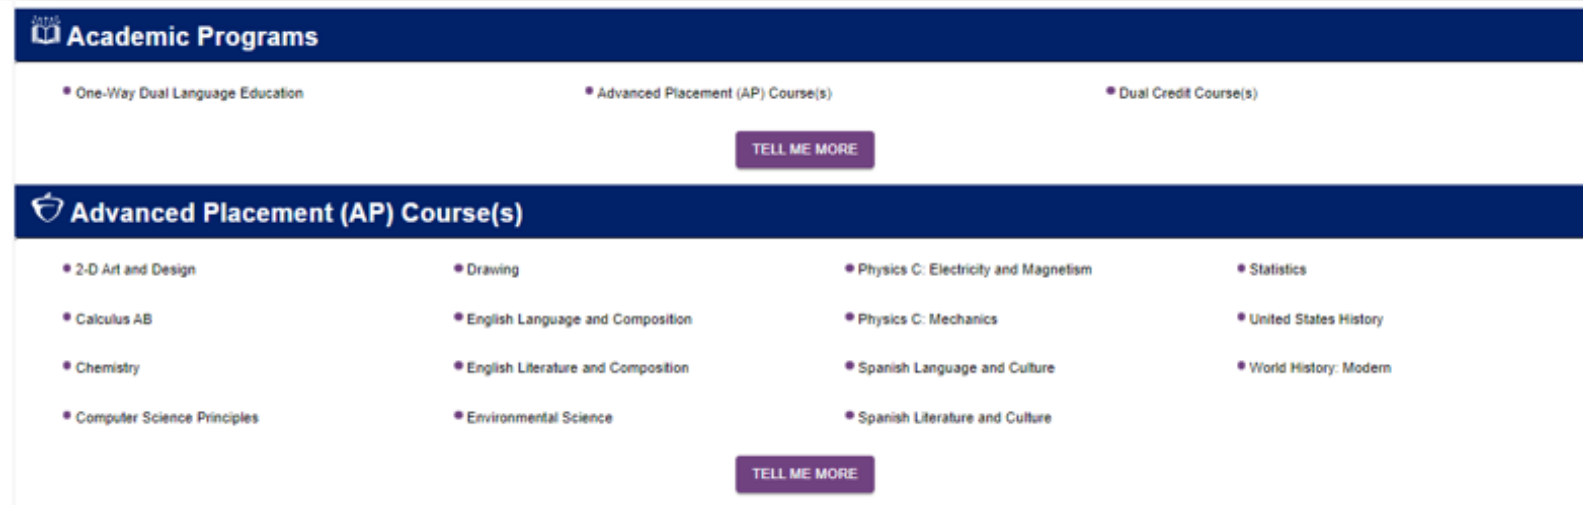 Academic Programs
One-Way Dual Language Education
Advanced Placement (AP) Course(s)
Dual Credit Course(s)
TELL ME MORE
Advanced Placement (AP) Course(s)
2-D Art and Design
Drawing
Physics C: Electricity and Magnetism
Statistics
Calculus AB
English Language and Composition
Physics C: Mechanics
United States History
Chemistry
English Literature and Composition
Spanish Language and Culture
World History: Modern
Computer Science Principles
Environmental Science
Spanish Literature and Culture
TELL ME MORE